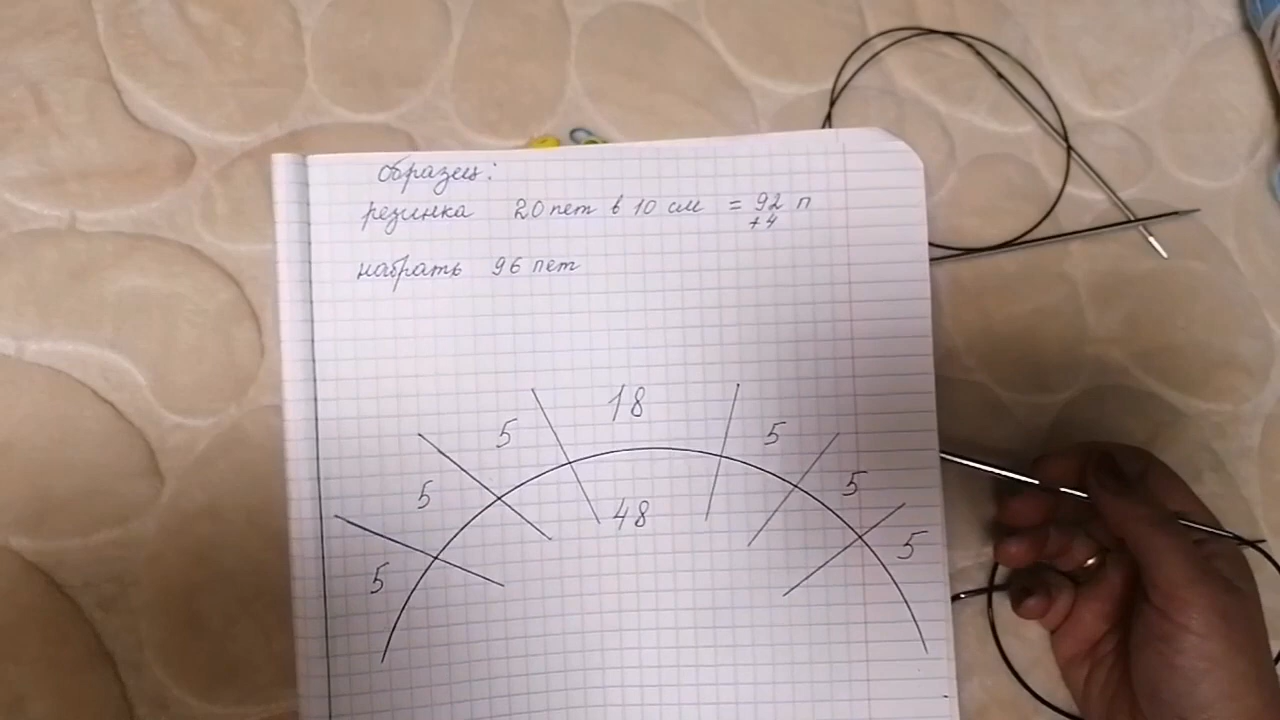 Образец:
резинка 20 пет в 10 см = 92 п
+4
набрать 96 пет
18
5 5
5 5
48
5 5